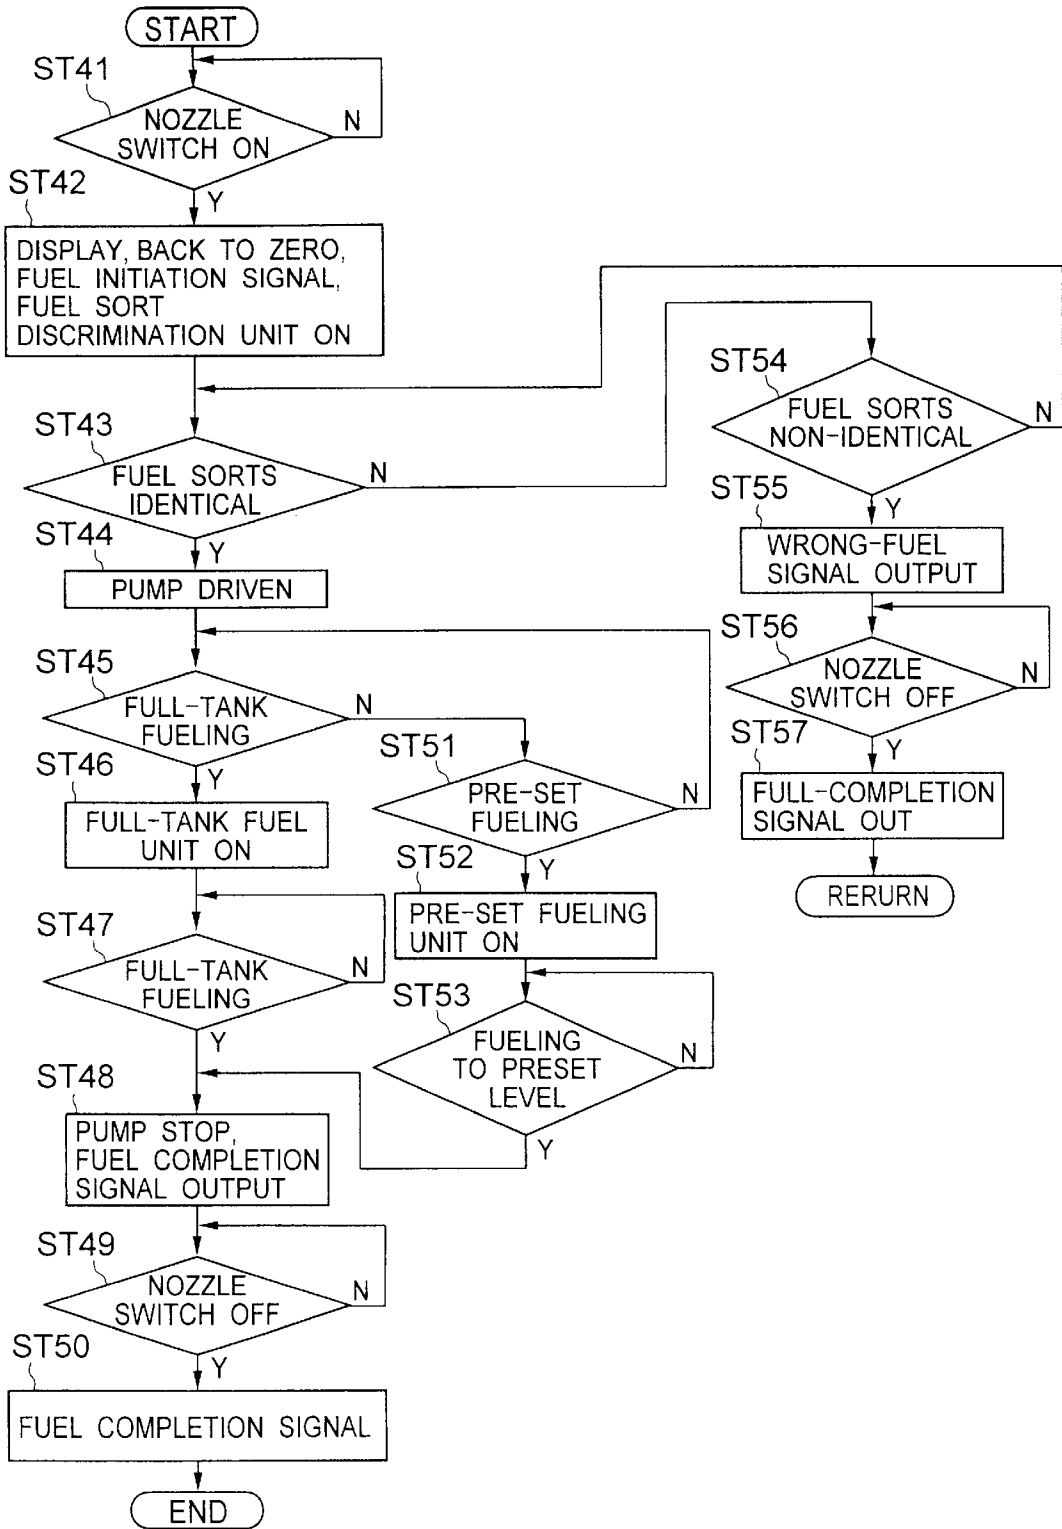 START
ST41
NOZZLE
SWITCH ON
N
Y
ST42
DISPLAY, BACK TO ZERO,
FUEL INITIATION SIGNAL,
FUEL SORT
DISCRIMINATION UNIT ON
ST43
FUEL SORTS
IDENTICAL
N
Y
ST44
PUMP DRIVEN
ST45
FULL-TANK
FUELING
N
Y
ST46
FULL-TANK FUEL
UNIT ON
ST47
FULL-TANK
FUELING
N
Y
ST48
PUMP STOP,
FUEL COMPLETION
SIGNAL OUTPUT
ST49
NOZZLE
SWITCH OFF
N
Y
ST50
FUEL COMPLETION SIGNAL
END
ST51
PRE-SET
FUELING
N
Y
ST52
PRE-SET FUELING
UNIT ON
ST53
FUELING
TO PRESET
LEVEL
N
Y
ST54
FUEL SORTS
NON-IDENTICAL
N
Y
ST55
WRONG-FUEL
SIGNAL OUTPUT
ST56
NOZZLE
SWITCH OFF
N
Y
ST57
FULL-COMPLETION
SIGNAL OUT
RERURN